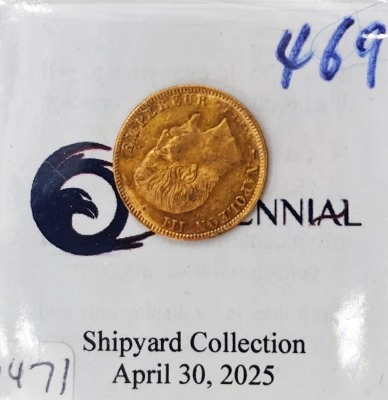 469
NAPOLEON III EMPEREUR
ENNIAL
Shipyard Collection
April 30, 2025
471